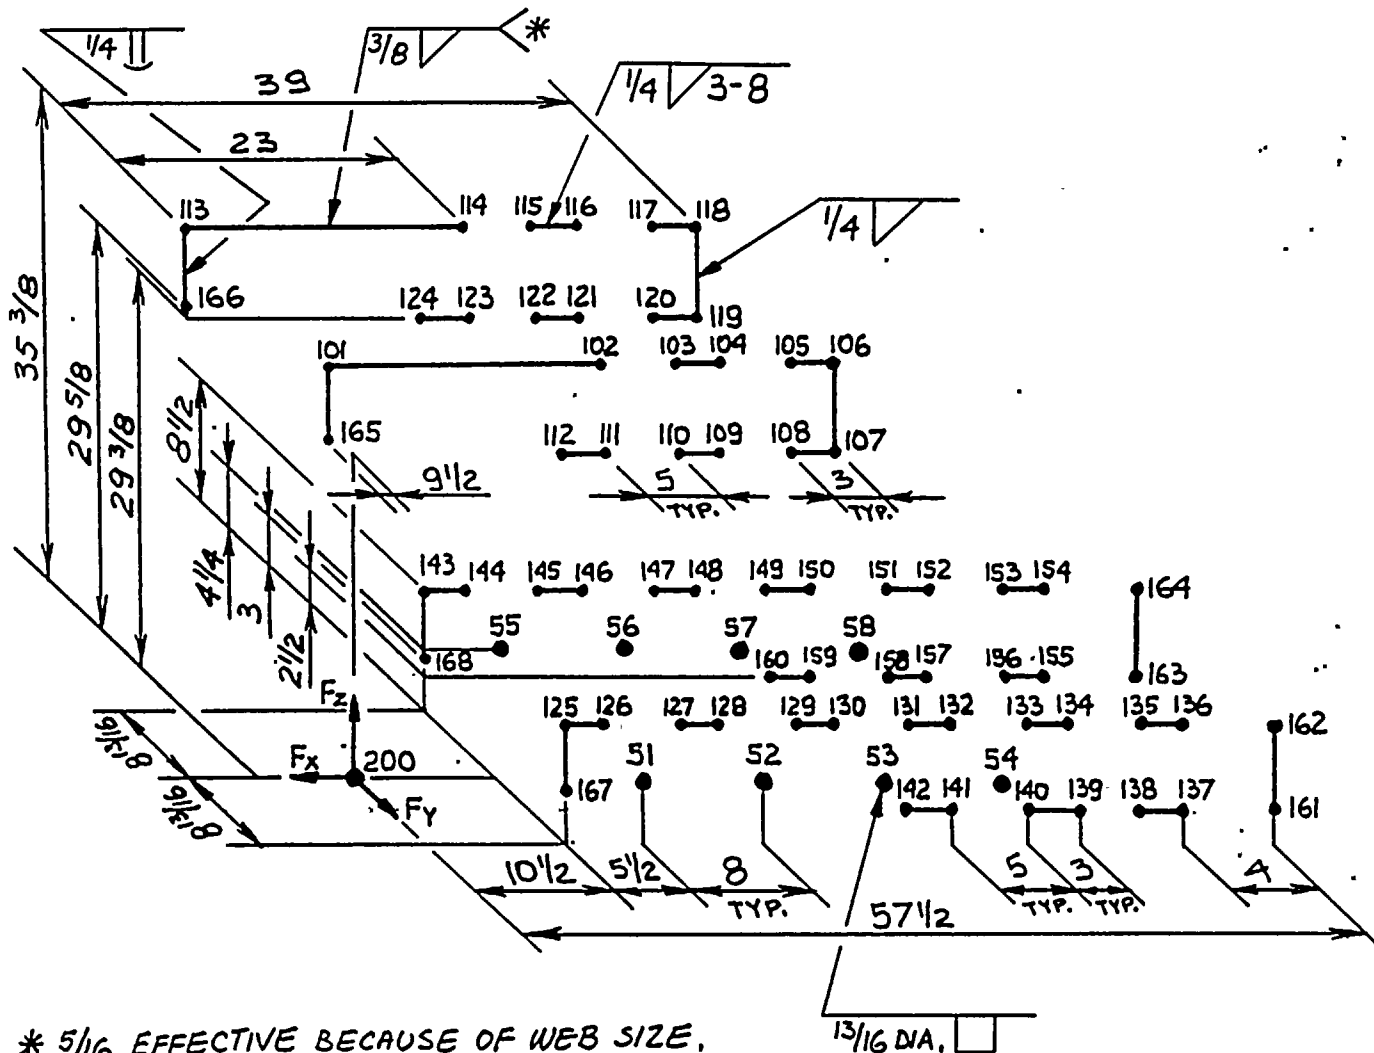 1/4
3/8 *
1/4 3-8
39
23
1/4
113 114 115 116 117 118
166 124 123 122 121 120 119
101 102 103 104 105 106
165 112 111 110 109 108 107
35 3/8
29 5/8
29 3/8
8 1/2
4 1/4
3
2 1/2
9 1/2
5 TYP.
3 TYP.
143 144 145 146 147 148 149 150 151 152 153 154 164
55 56 57 58
168 160 159 158 157 156 155 163
125 126 127 128 129 130 131 132 133 134 135 136 162
51 52 53 54
167 142 141 140 139 138 137 161
Fz
Fx 200
Fy
8 13/16
8 13/16
10 1/2
5 1/2
8 TYP.
5 TYP.
3 TYP.
4
57 1/2
13/16 DIA.
* 5/16 EFFECTIVE BECAUSE OF WEB SIZE.